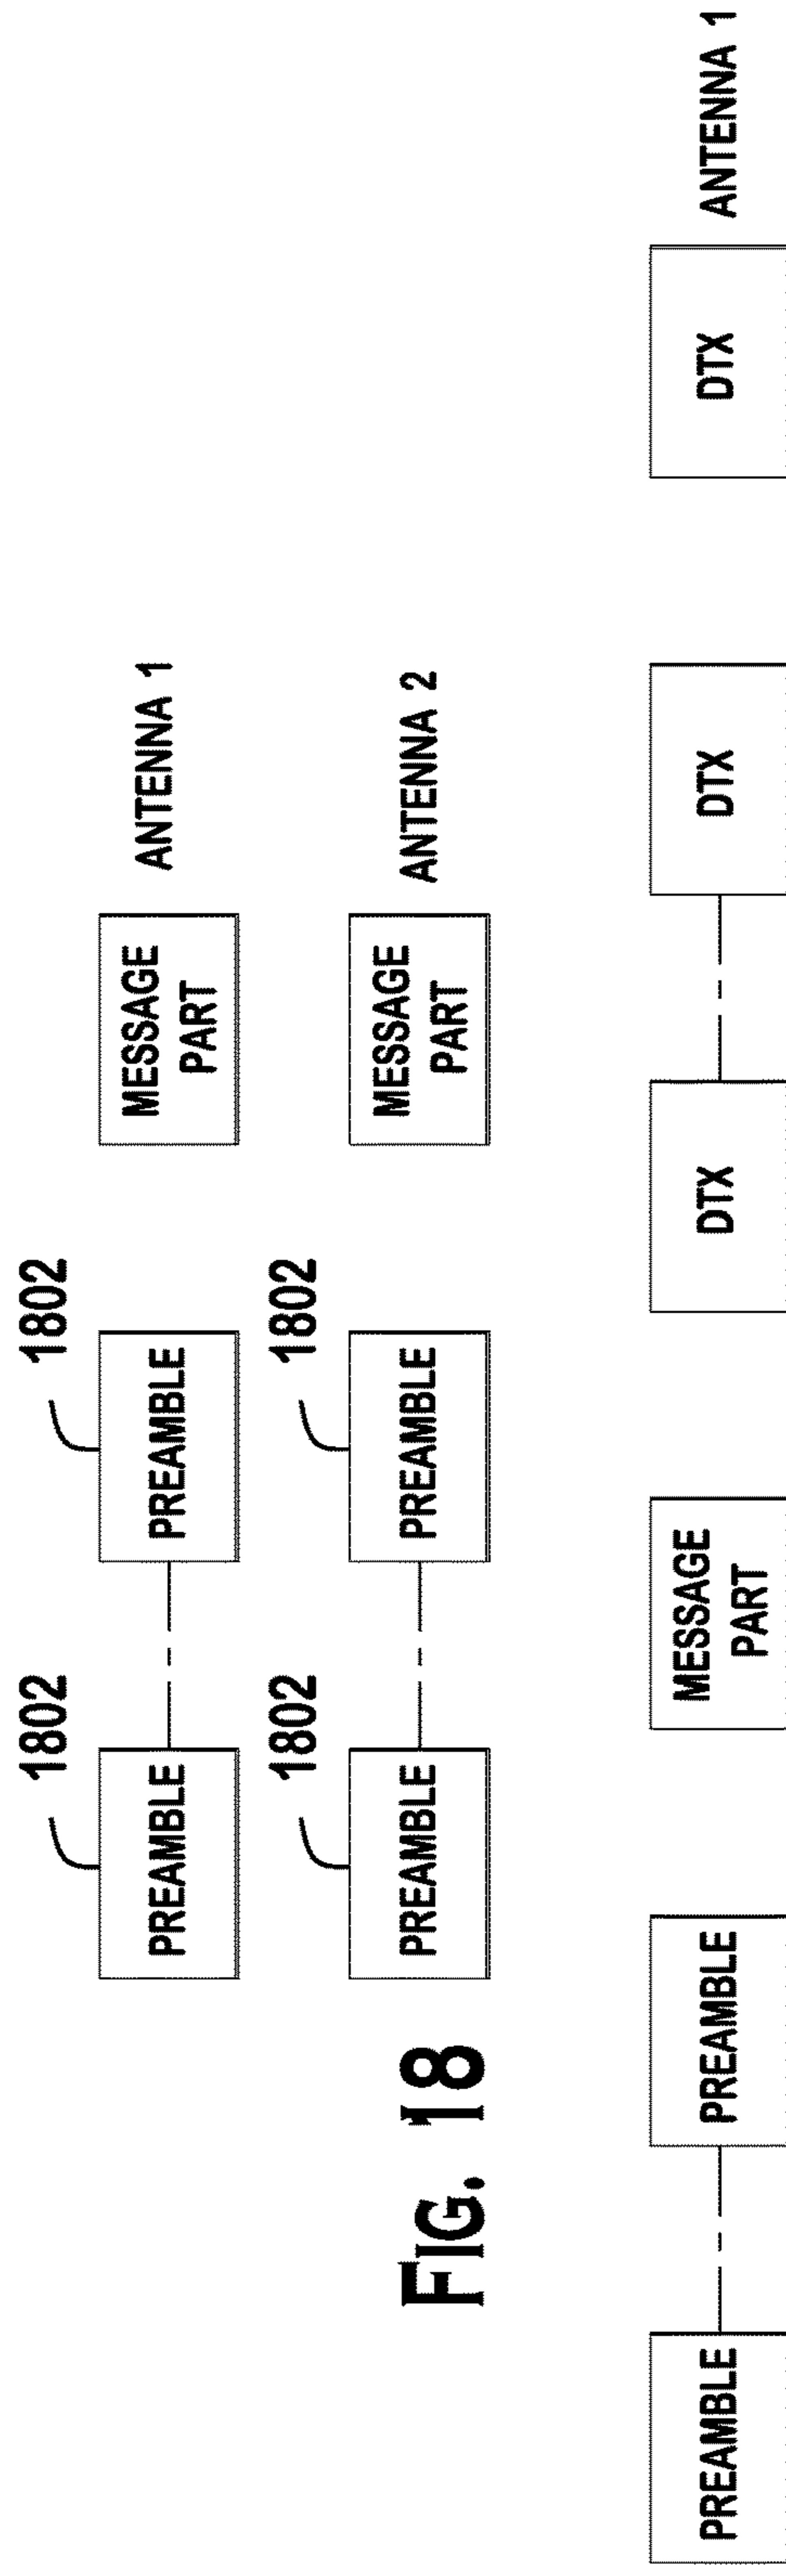 1802
1802
PREAMBLE
PREAMBLE
MESSAGE
PART
ANTENNA 1
1802
1802
PREAMBLE
PREAMBLE
MESSAGE
PART
ANTENNA 2
FIG. 18
PREAMBLE
PREAMBLE
MESSAGE
PART
DTX
DTX
DTX
ANTENNA 1